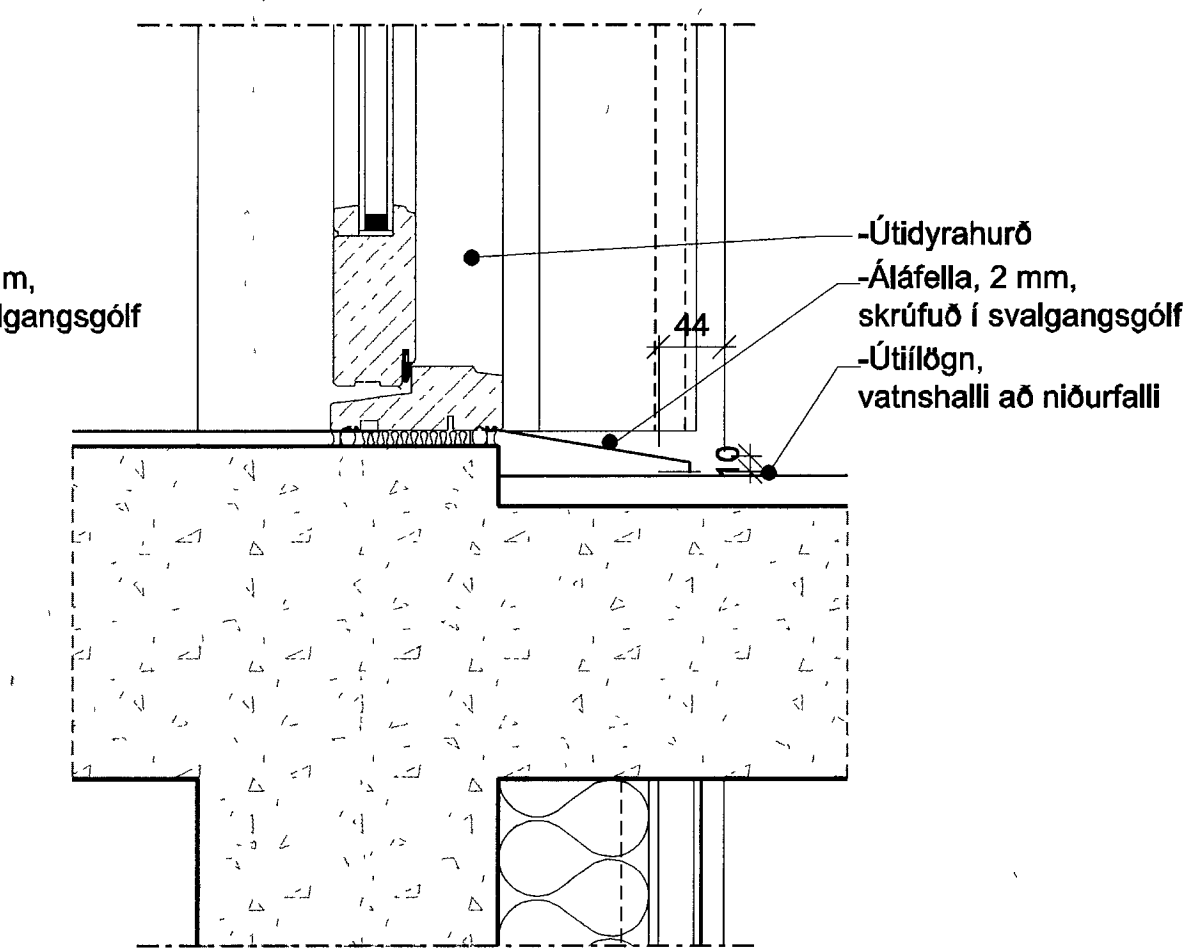 m,
lgangsgólf
-Útidyrahurð
-Áláfella, 2 mm,
skrúfuð í svalgangsgólf
-Útiílögn,
vatnshalli að niðurfalli
44
10